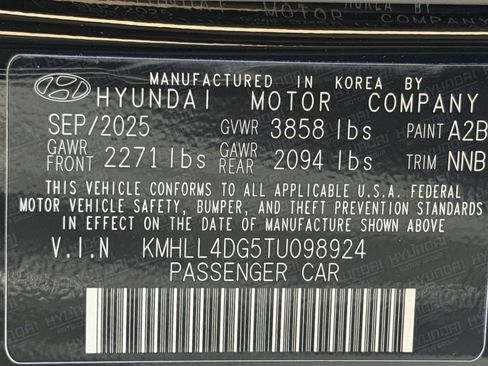 MANUFACTURED IN KOREA BY
HYUNDAI MOTOR COMPANY
SEP/2025 GVWR 3858 lbs PAINT A2B
GAWR FRONT 2271 lbs GAWR REAR 2094 lbs TRIM NNB
THIS VEHICLE CONFORMS TO ALL APPLICABLE U.S.A. FEDERAL
MOTOR VEHICLE SAFETY, BUMPER, AND THEFT PREVENTION STANDARDS
IN EFFECT ON THE DATE OF MANUFACTURE SHOWN ABOVE
V.I.N KMHLL4DG5TU098924
PASSENGER CAR